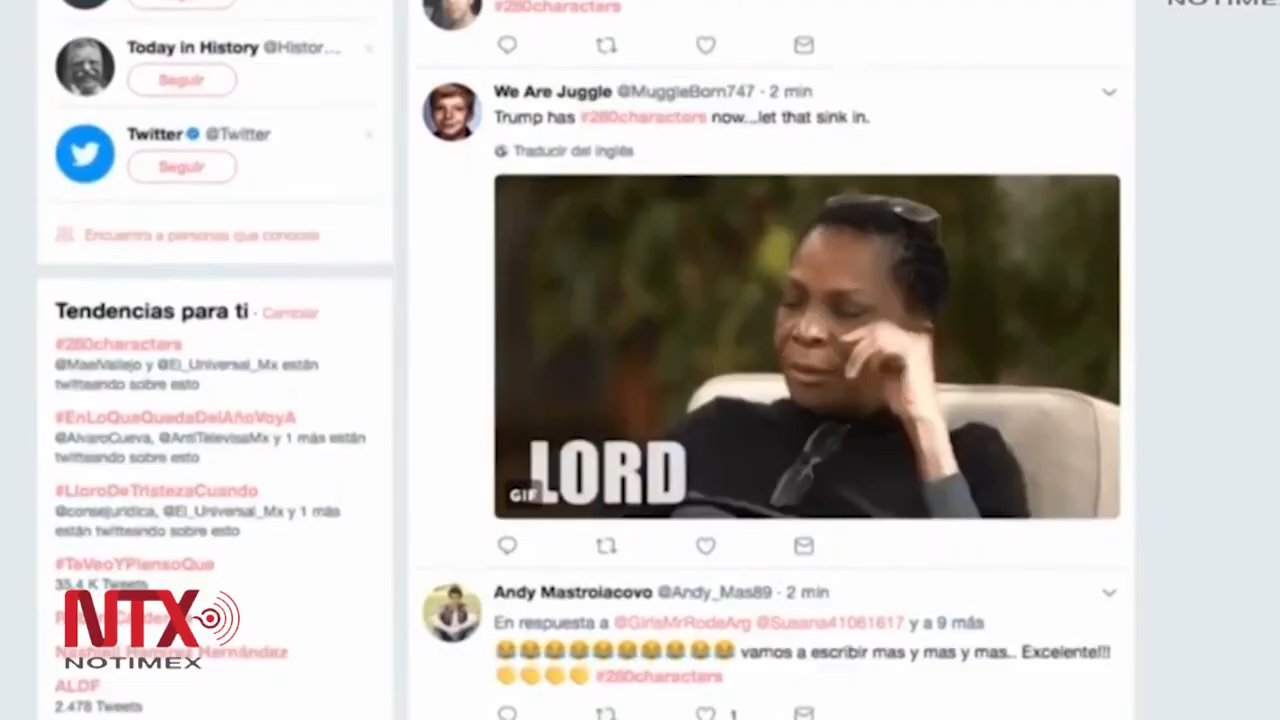 Seguir
Today in History @Histor...
Seguir
Twitter @Twitter
Seguir
Encuentra a personas que conoces
Tendencias para ti · Cambiar
#280characters
@MaelVallejo y @El_Universal_Mx están
twitteando sobre esto
#EnLoQueQuedaDelAñoVoyA
@AlvaroCueva, @AntiTelevisaMx y 1 más están
twitteando sobre esto
#LloroDeTristezaCuando
@consejuridica, @El_Universal_Mx y 1 más
están twitteando sobre esto
#TeVeoYPiensoQue
35.4 K Tweets
Ramírez Hernández
ALDF
2.478 Tweets
NTX
NOTIMEX
#280characters
We Are Juggle @MuggleBorn747 · 2 min
Trump has #280characters now...let that sink in.
Traducir del inglés
GIF LORD
Andy Mastroiacovo @Andy_Mas89 · 2 min
En respuesta a @GirlsMrRodeArg @Susana41061617 y a 9 más
😂😂😂😂😂😂😂😂😂😂 vamos a escribir mas y mas y mas.. Excelente!!!
👏👏👏👏 #280characters
1
NOTIMEX